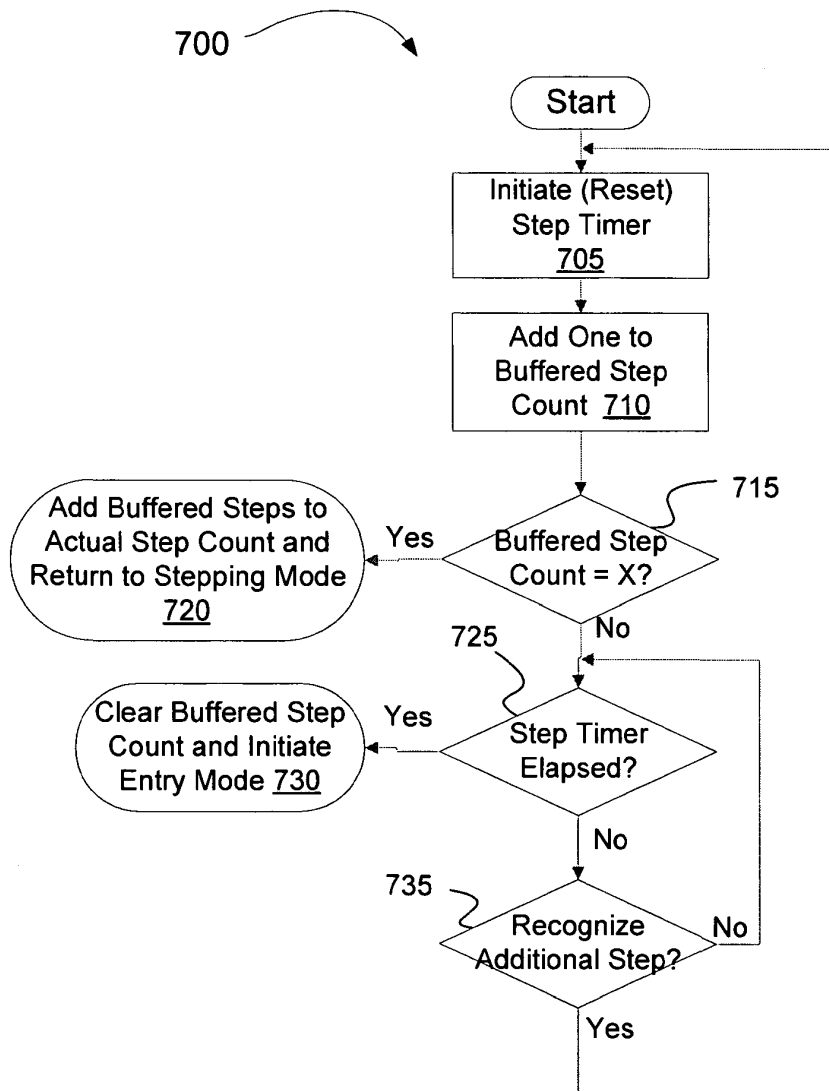 700
Start
Initiate (Reset)
Step Timer
705
Add One to
Buffered Step
Count 710
715
Buffered Step
Count = X?
Yes
Add Buffered Steps to
Actual Step Count and
Return to Stepping Mode
720
No
725
Step Timer
Elapsed?
Yes
Clear Buffered Step
Count and Initiate
Entry Mode 730
No
735
Recognize
Additional Step?
No
Yes